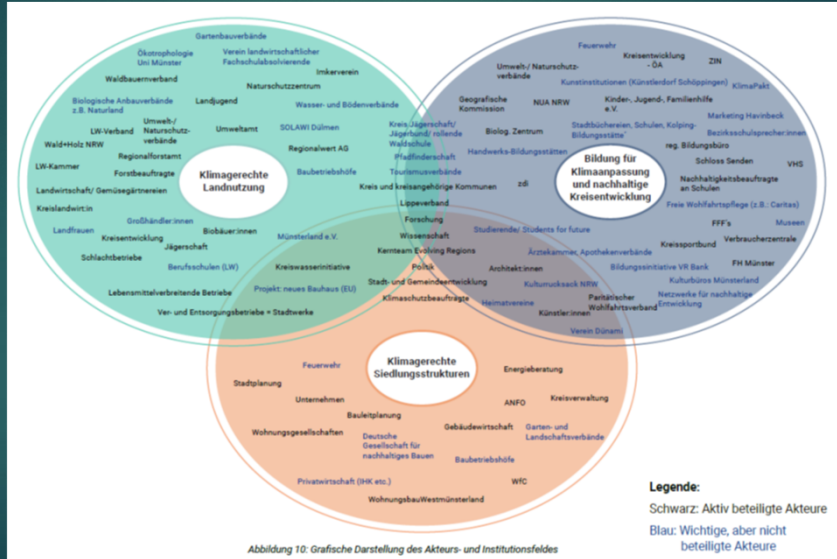 Gartenbauverbände
Ökotrophologie
Uni Münster
Verein landwirtschaftlicher
Fachschulabsolvierende
Imkerverein
Waldbauernverband
Naturschutzzentrum
Biologische Anbauverbände
z.B. Naturland
Landjugend
Wasser- und Bödenverbände
Umwelt-/
Naturschutz-
verbände
LW-Verband
Umweltamt
SOLAWI Dülmen
Wald+Holz NRW
Regionalforstamt
Regionalwert AG
LW-Kammer
Forstbeauftragte
Klimagerechte
Landnutzung
Baubetriebshöfe
Landwirtschaft/ Gemüsegärtnereien
Kreislandwirt:in
Großhändler:innen
Landfrauen
Kreisentwicklung
Biobäuer:innen
Münsterland e.V.
Jägerschaft
Schlachtbetriebe
Berufsschulen (LW)
Kreiswasserinitiative
Lebensmittelverbreitende Betriebe
Projekt: neues Bauhaus (EU)
Ver- und Entsorgungsbetriebe + Stadtwerke
Kreis Jägerschaft/
Jägerbund/ rollende
Waldschule
Pfadfinderschaft
Tourismusverbände
Kreis und kreisangehörige Kommunen
Lippeverband
Forschung
Wissenschaft
Kernteam Evolving Regions
Politik
Stadt- und Gemeindeentwicklung
Klimaschutzbeauftragte
Feuerwehr
Kreisentwicklung
- ÖA
ZIN
Umwelt-/ Naturschutz-
verbände
Kunstinstitutionen (Künstlerdorf Schöppingen)
KlimaPakt
Geografische
Kommission
NUA NRW
Kinder-, Jugend-, Familienhilfe
e.V.
Marketing Havixbeck
Biolog. Zentrum
Stadtbüchereien, Schulen, Kolping-
Bildungsstätte´
Bezirksschulsprecher:innen
Handwerks-Bildungsstätten
reg. Bildungsbüro
Schloss Senden
VHS
Bildung für
Klimaanpassung
und nachhaltige
Kreisentwicklung
zdi
Nachhaltigkeitsbeauftragte
an Schulen
Freie Wohlfahrtspflege (z.B.: Caritas)
Studierende/ Students for future
FFF's
Museen
Kreissportbund
Verbraucherzentrale
Ärztekammer, Apothekenverbände
Architekt:innen
Bildungsinitiative VR Bank
FH Münster
Kulturrucksack NRW
Kulturbüros Münsterland
Heimatvereine
Paritätischer
Wohlfahrtsverband
Netzwerke für nachhaltige
Entwicklung
Künstler:innen
Verein Dünami
Klimagerechte
Siedlungsstrukturen
Feuerwehr
Energieberatung
Stadtplanung
Unternehmen
ANFO
Kreisverwaltung
Bauleitplanung
Wohnungsgesellschaften
Gebäudewirtschaft
Garten- und
Landschaftsverbände
Deutsche
Gesellschaft für
nachhaltiges Bauen
Baubetriebshöfe
Privatwirtschaft (IHK etc.)
WfC
WohnungsbauWestmünsterland
Legende:
Schwarz: Aktiv beteiligte Akteure
Blau: Wichtige, aber nicht
beteiligte Akteure
Abbildung 10: Grafische Darstellung des Akteurs- und Institutionsfeldes